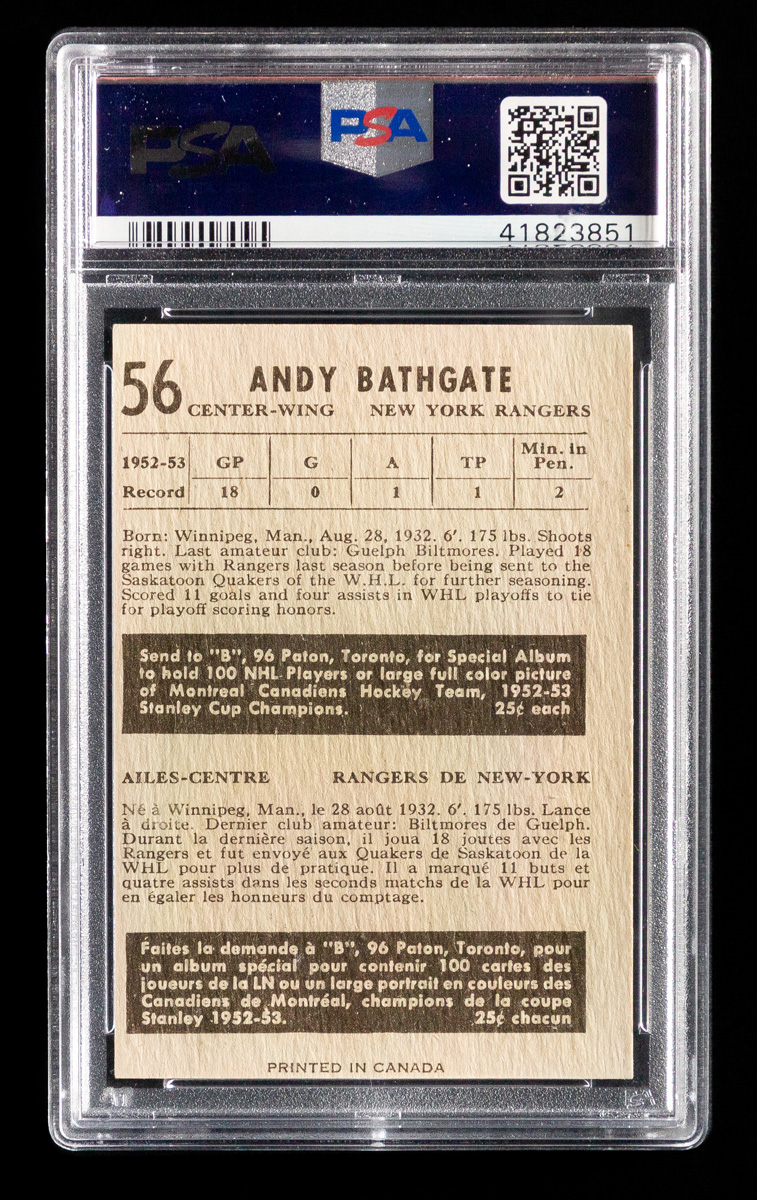 PSA
PSA
41823851
56 ANDY BATHGATE
CENTER-WING NEW YORK RANGERS
1952-53 GP G A TP Min. in Pen.
Record 18 0 1 1 2
Born: Winnipeg, Man., Aug. 28, 1932. 6'. 175 lbs. Shoots
right. Last amateur club: Guelph Biltmores. Played 18
games with Rangers last season before being sent to the
Saskatoon Quakers of the W.H.L. for further seasoning.
Scored 11 goals and four assists in WHL playoffs to tie
for playoff scoring honors.
Send to "B", 96 Paton, Toronto, for Special Album
to hold 100 NHL Players or large full color picture
of Montreal Canadiens Hockey Team, 1952-53
Stanley Cup Champions. 25¢ each
AILES-CENTRE RANGERS DE NEW-YORK
Né à Winnipeg, Man., le 28 août 1932. 6'. 175 lbs. Lance
à droite. Dernier club amateur: Biltmores de Guelph.
Durant la dernière saison, il joua 18 joutes avec les
Rangers et fut envoyé aux Quakers de Saskatoon de la
WHL pour plus de pratique. Il a marqué 11 buts et
quatre assists dans les seconds matchs de la WHL pour
en égaler les honneurs du comptage.
Faites la demande à "B", 96 Paton, Toronto, pour
un album spécial pour contenir 100 cartes des
joueurs de la LN ou un large portrait en couleurs des
Canadiens de Montréal, champions de la coupe
Stanley 1952-53. 25¢ chacun
PRINTED IN CANADA